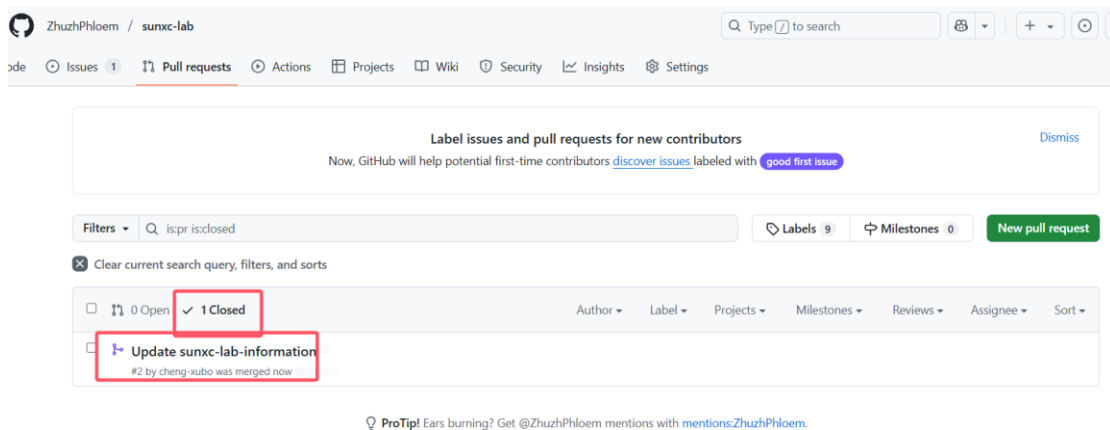 ZhuzhPhloem / sunxc-lab
Type / to search
ode Issues 1 Pull requests Actions Projects Wiki Security Insights Settings
Label issues and pull requests for new contributors
Dismiss
Now, GitHub will help potential first-time contributors discover issues labeled with good first issue
Filters is:pr is:closed Labels 9 Milestones 0 New pull request
Clear current search query, filters, and sorts
0 Open 1 Closed Author Label Projects Milestones Reviews Assignee Sort
Update sunxc-lab-information
#2 by cheng-xubo was merged now
ProTip! Ears burning? Get @ZhuzhPhloem mentions with mentions:ZhuzhPhloem.